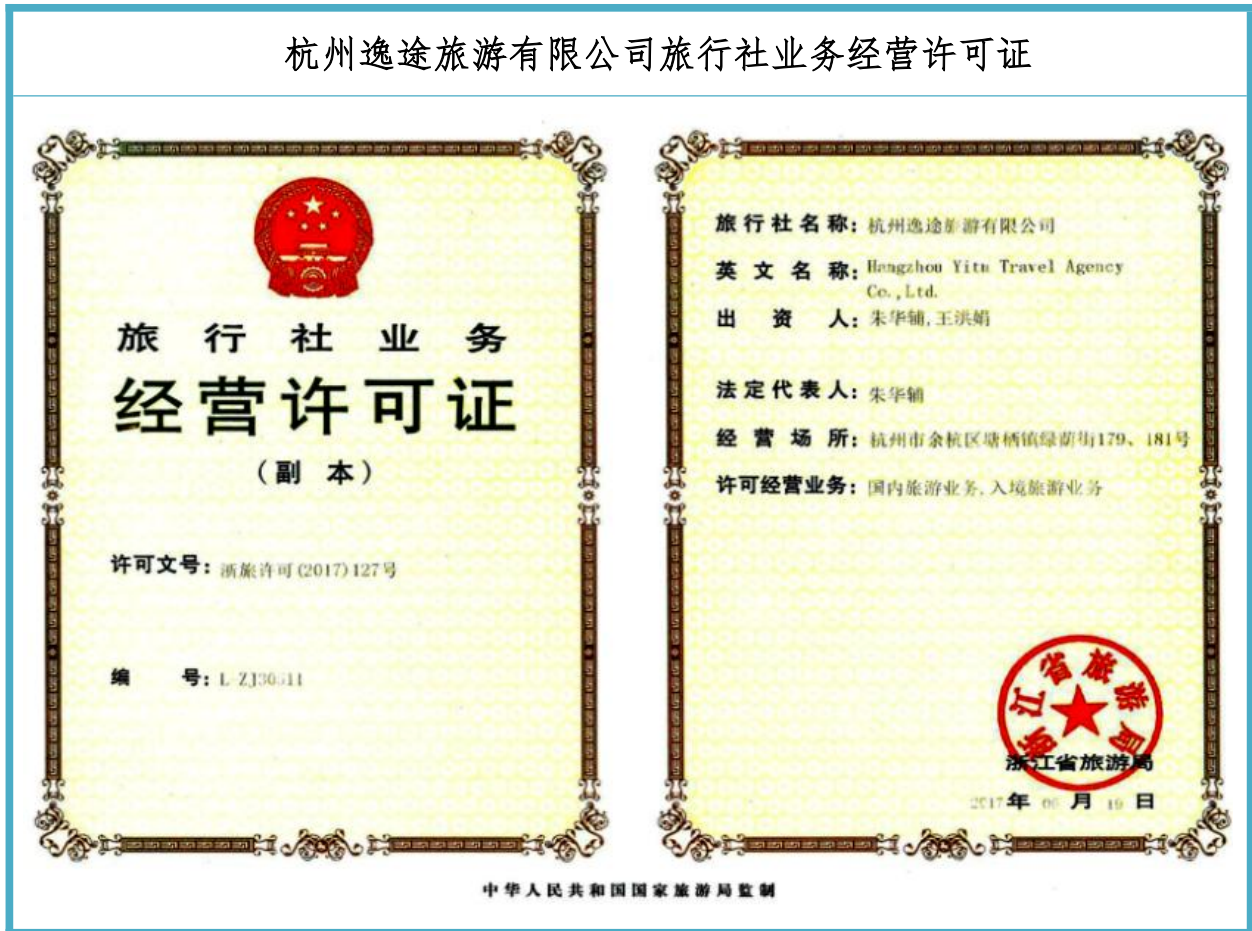 杭州逸途旅游有限公司旅行社业务经营许可证
旅行社业务
经营许可证
（副本）
许可文号：浙旅许可(2017)127号
编号：
旅行社名称：杭州逸途旅游有限公司
英文名称：Hangzhou Yitu Travel Agency
Co.,Ltd.
出资人：朱华辅,王洪娟
法定代表人：朱华辅
经营场所：杭州市余杭区塘栖镇绿荫街179、181号
许可经营业务：国内旅游业务,入境旅游业务
浙江省旅游局
浙江省旅游局
2017年 月 19 日
中华人民共和国国家旅游局监制